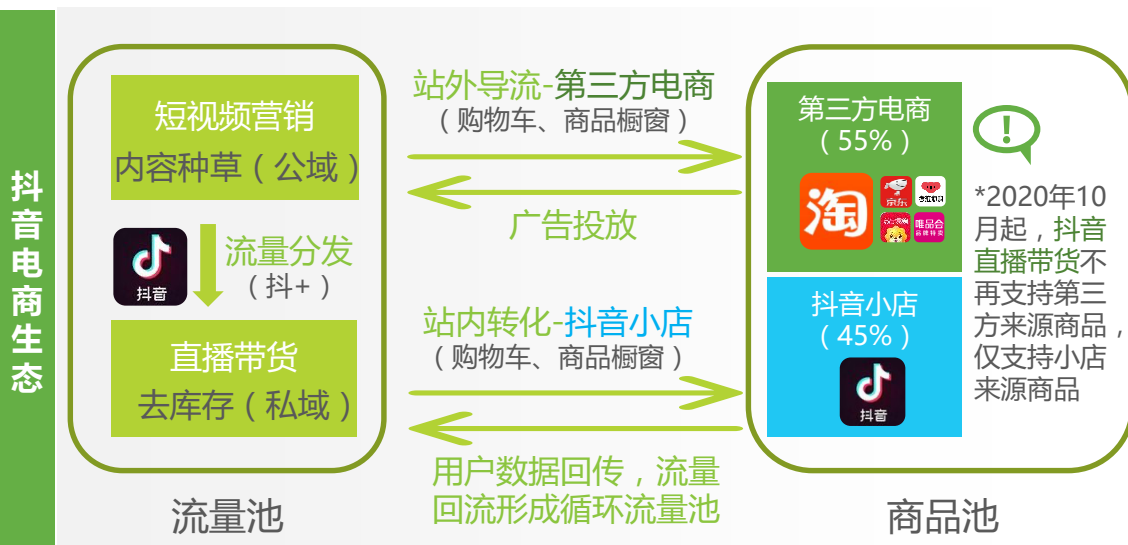 抖音电商生态
短视频营销
内容种草（公域）
抖音
流量分发
（抖+）
直播带货
去库存（私域）
流量池
站外导流-第三方电商
（购物车、商品橱窗）
广告投放
站内转化-抖音小店
（购物车、商品橱窗）
用户数据回传，流量
回流形成循环流量池
第三方电商
（55%）
淘
京东
唯品会
品牌特卖
抖音小店
（45%）
抖音
!
*2020年10
月起，抖音
直播带货不
再支持第三
方来源商品，
仅支持小店
来源商品
商品池